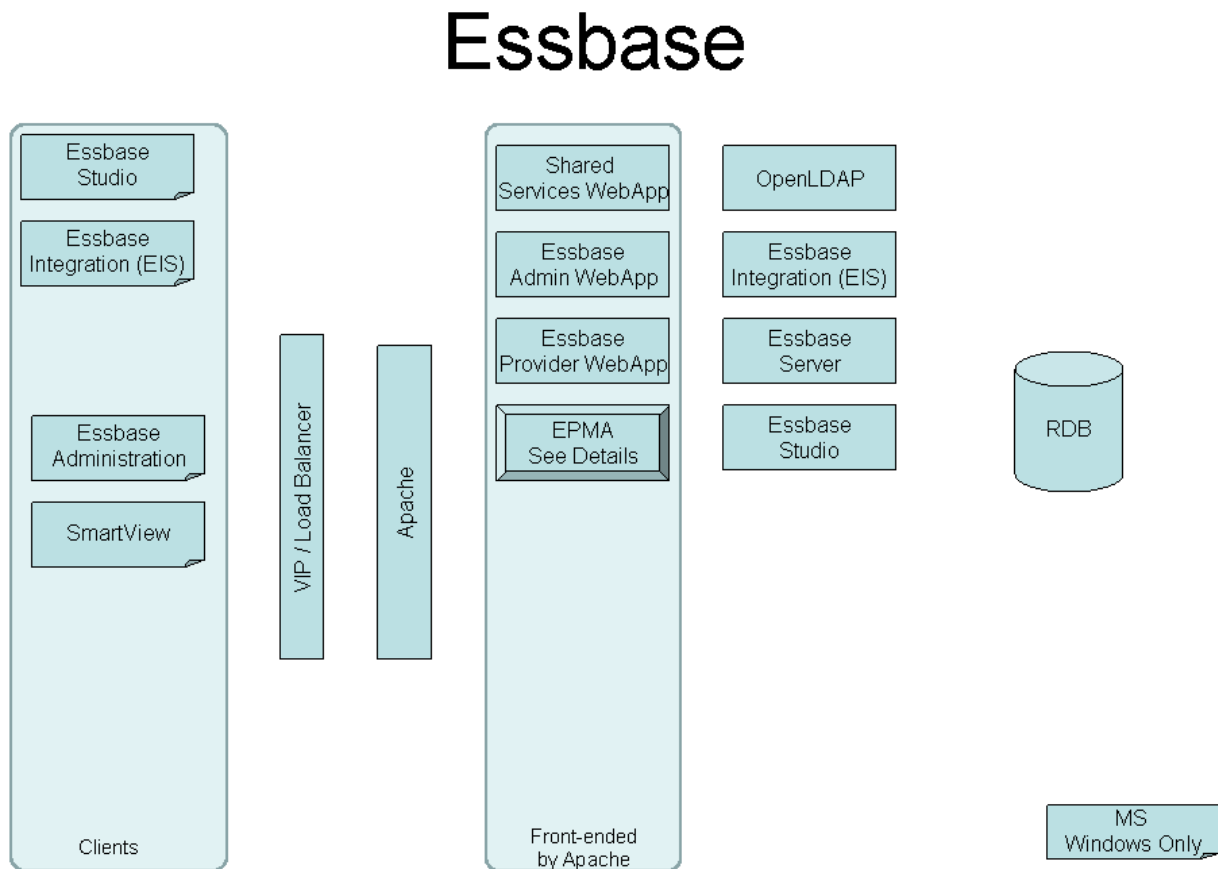 Essbase
Essbase
Studio
Essbase
Integration (EIS)
Essbase
Administration
SmartView
Clients
VIP / Load Balancer
Apache
Shared
Services WebApp
Essbase
Admin WebApp
Essbase
Provider WebApp
EPMA
See Details
Front-ended
by Apache
OpenLDAP
Essbase
Integration (EIS)
Essbase
Server
Essbase
Studio
RDB
MS
Windows Only